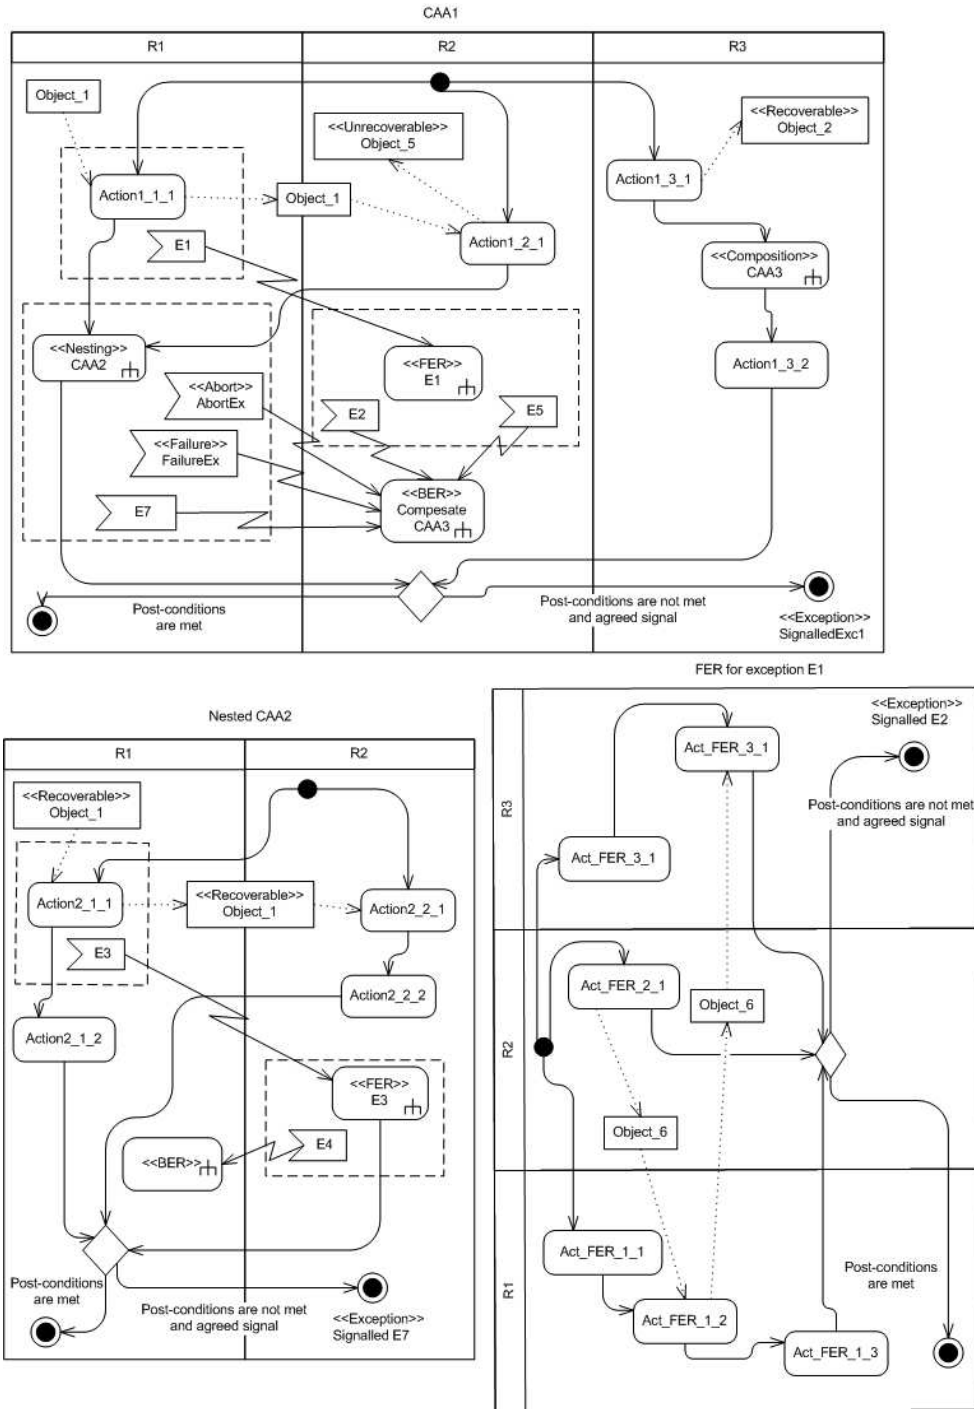 CAA1
R1
R2
R3
Object_1
<<Unrecoverable>>
Object_5
<<Recoverable>>
Object_2
Action1_1_1
Object_1
Action1_2_1
Action1_3_1
E1
<<Composition>>
CAA3
<<Nesting>>
CAA2
<<FER>>
E1
Action1_3_2
<<Abort>>
AbortEx
E2
E5
<<Failure>>
FailureEx
<<BER>>
Compesate
CAA3
E7
Post-conditions
are met
Post-conditions are not met
and agreed signal
<<Exception>>
SignalledExc1
Nested CAA2
R1
R2
<<Recoverable>>
Object_1
Action2_1_1
<<Recoverable>>
Object_1
Action2_2_1
E3
Action2_2_2
Action2_1_2
<<FER>>
E3
E4
<<BER>>
Post-conditions
are met
Post-conditions are not met
and agreed signal
<<Exception>>
Signalled E7
FER for exception E1
R3
R2
R1
<<Exception>>
Signalled E2
Act_FER_3_1
Post-conditions are not met
and agreed signal
Act_FER_3_1
Act_FER_2_1
Object_6
Object_6
Act_FER_1_1
Post-conditions
are met
Act_FER_1_2
Act_FER_1_3